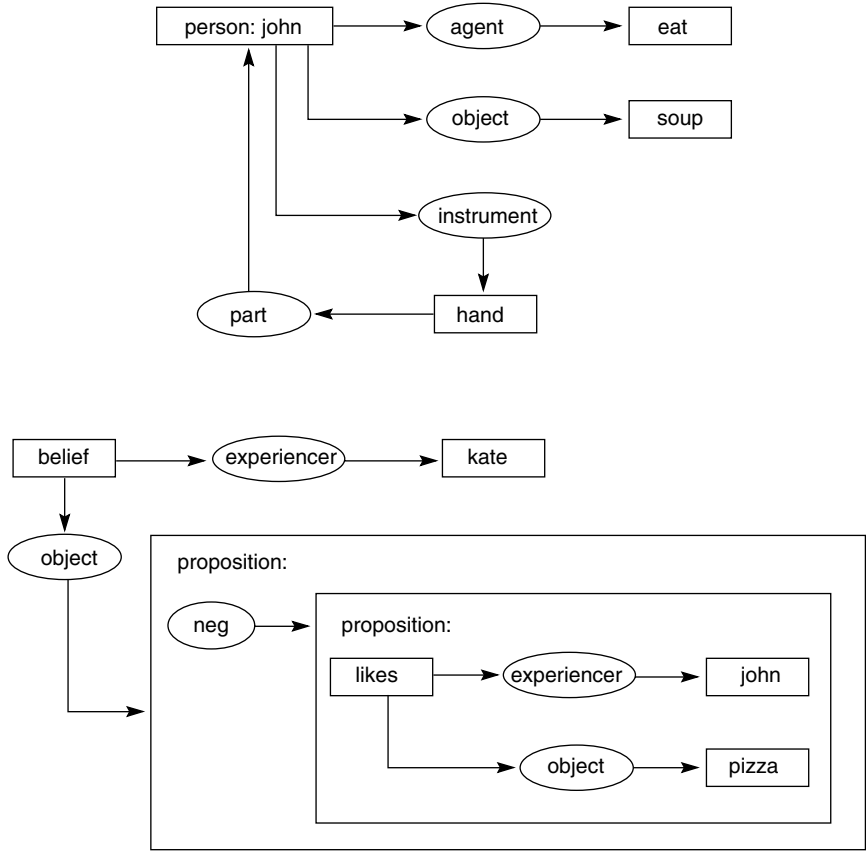 person: john
agent
eat
object
soup
instrument
part
hand
belief
experiencer
kate
object
proposition:
neg
proposition:
likes
experiencer
john
object
pizza